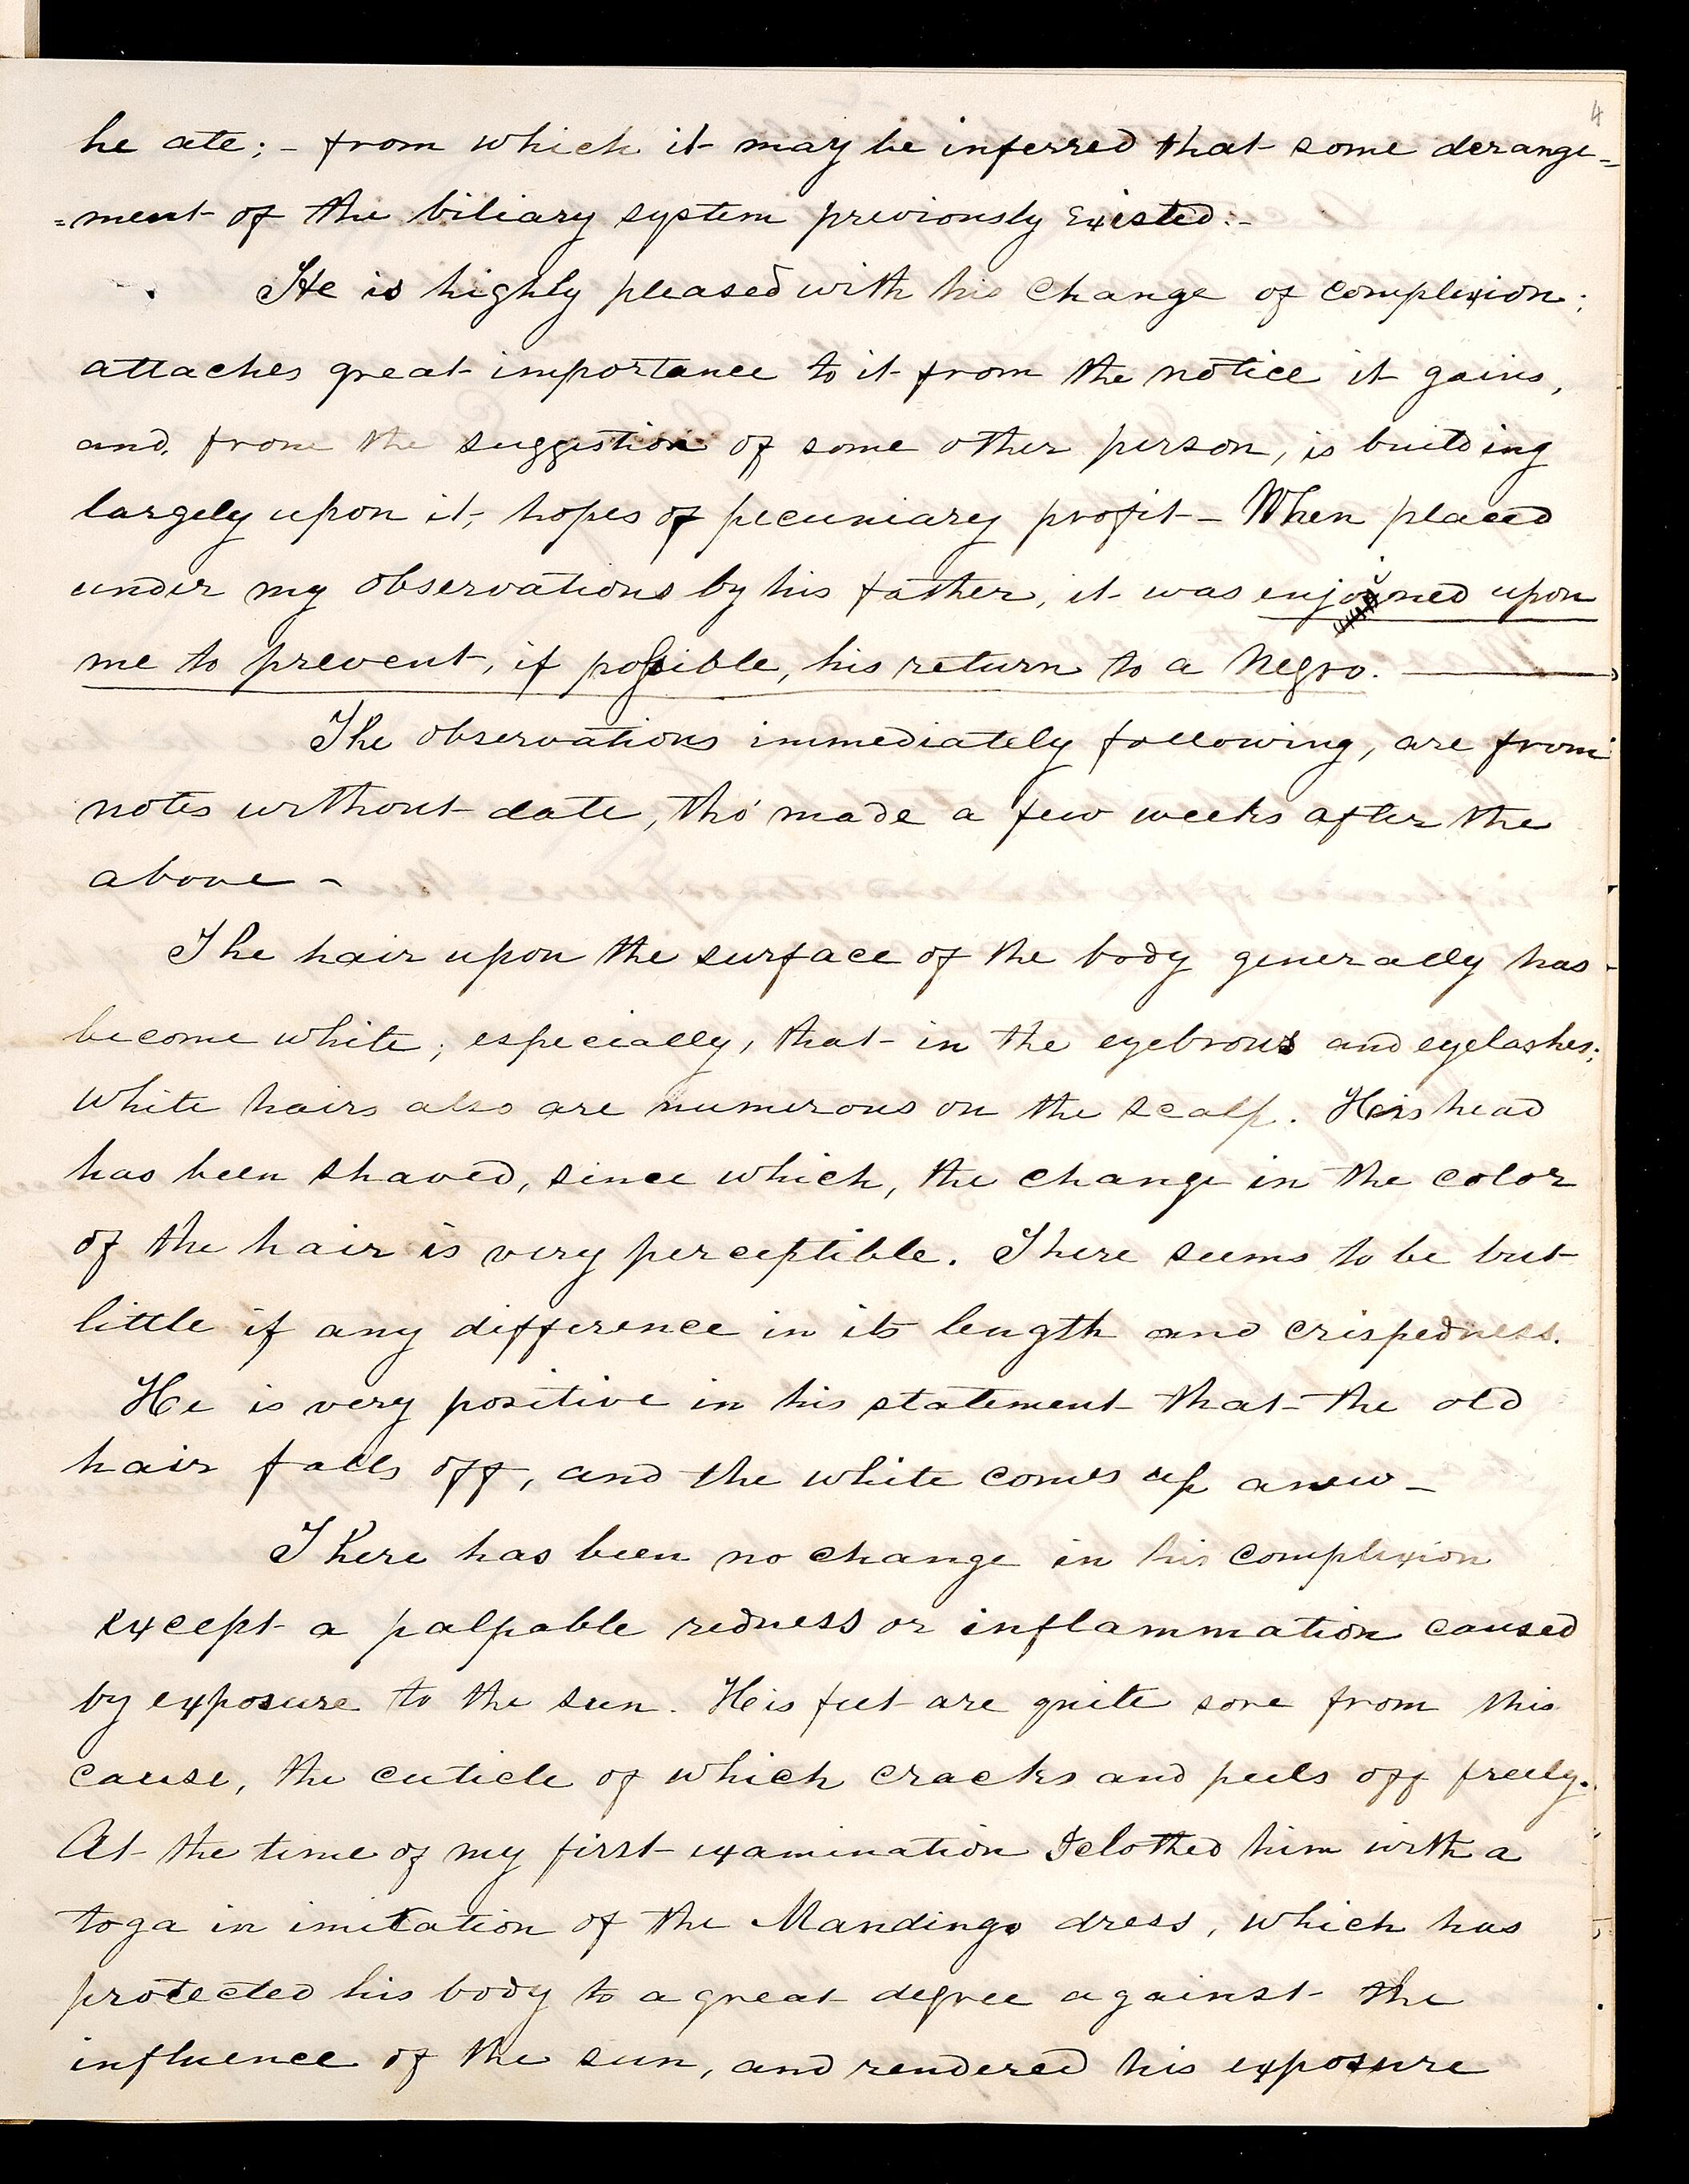 4
he ate; - from which it may be inferred that some derange=
=ment of the biliary system previously existed:-
He is highly pleased with his change of complexion;
attaches great importance to it from the notice it gains,
and, from the suggestion of some other person, is building
largely upon it, hopes of pecuniary profit - When placed
under my observations by his father, it was enjoined upon
me to prevent, if possible, his return to a Negro.
The observations immediately following, are from
notes without date, tho' made a few weeks after the
above -
The hair upon the surface of the body generally has
become white; especially, that in the eyebrows and eyelashes;
white hairs also are numerous on the scalp. His head
has been shaved, since which, the change in the color
of the hair is very perceptible. There seems to be but
little if any difference in its length and crispedness.
He is very positive in his statement that the old
hair falls off, and the white comes up anew -
There has been no change in his complexion
except a palpable redness or inflammation caused
by exposure to the sun. His feet are quite sore from this
cause, the cuticle of which cracks and peels off freely.
At the time of my first examination I clothed him with a
toga in imitation of the Mandingo dress, which has
protected his body to a great degree against the
influence of the sun, and rendered his exposure